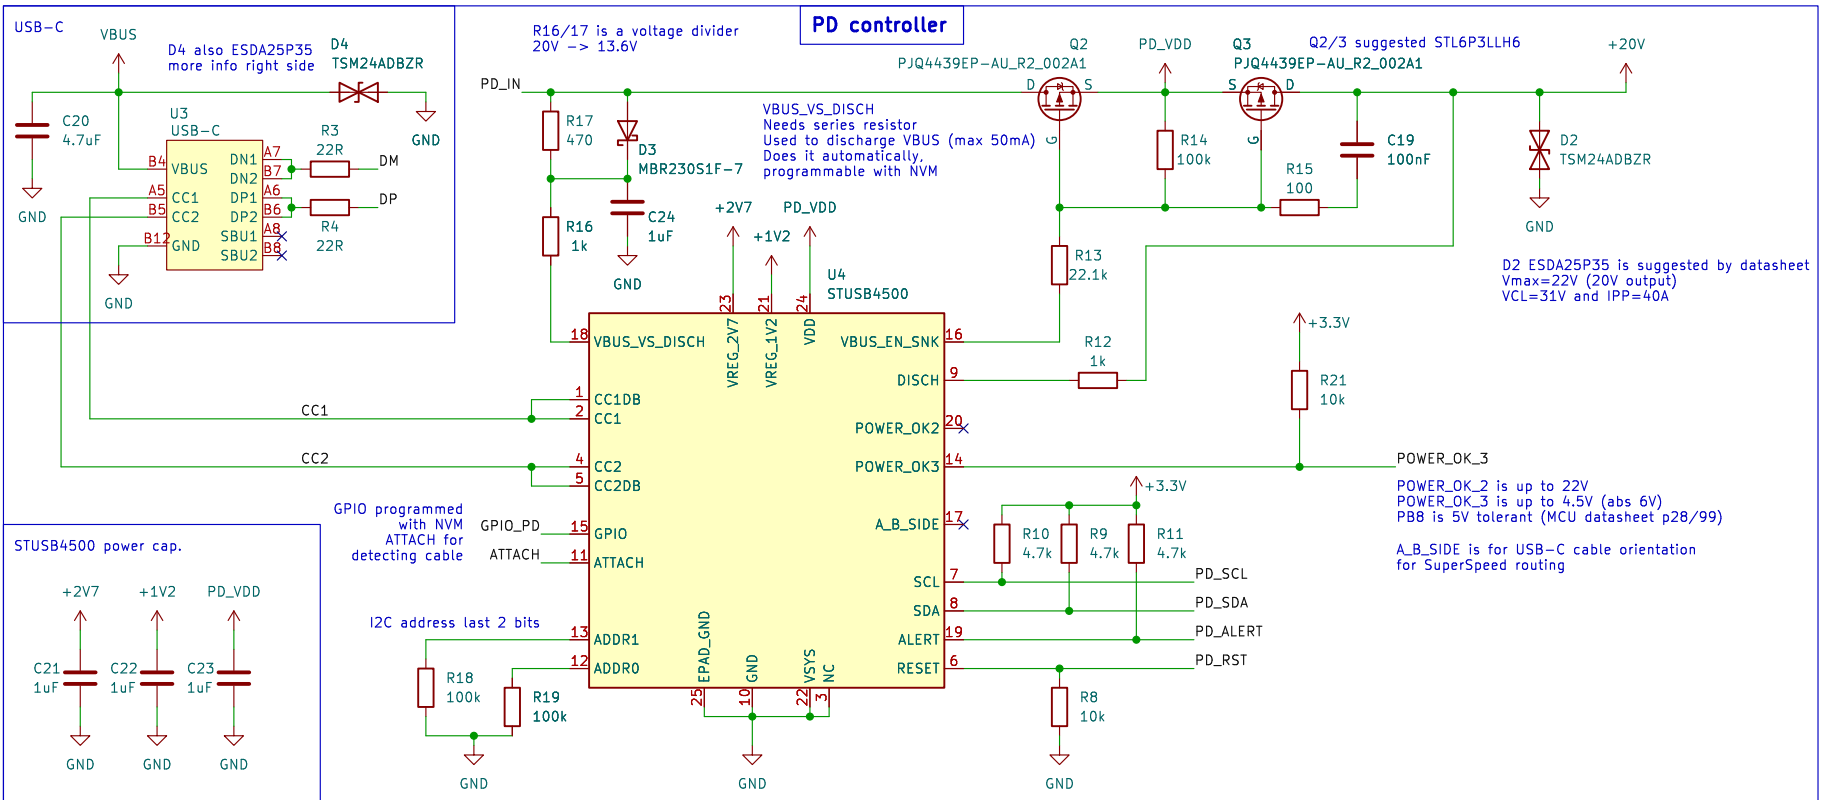 PD controller
USB-C
VBUS
D4 also ESDA25P35
more info right side
D4
TSM24ADBZR
GND
C20
4.7uF
GND
U3
USB-C
B4
VBUS
A5
CC1
B5
CC2
B12
GND
DN1
A7
DN2
B7
DP1
A6
DP2
B6
SBU1
A8
SBU2
B8
R3
22R
DM
DP
R4
22R
GND
R16/17 is a voltage divider
20V -> 13.6V
PD_IN
R17
470
D3
MBR230S1F-7
R16
1k
C24
1uF
GND
VBUS_VS_DISCH
Needs series resistor
Used to discharge VBUS (max 50mA)
Does it automatically,
programmable with NVM
Q2
PJQ4439EP-AU_R2_002A1
D
S
G
PD_VDD
Q3
PJQ4439EP-AU_R2_002A1
S
D
G
Q2/3 suggested STL6P3LLH6
+20V
R14
100k
R15
100
C19
100nF
D2
TSM24ADBZR
GND
R13
22.1k
D2 ESDA25P35 is suggested by datasheet
Vmax=22V (20V output)
VCL=31V and IPP=40A
+2V7
+1V2
PD_VDD
U4
STUSB4500
23
VREG_2V7
21
VREG_1V2
24
VDD
18
VBUS_VS_DISCH
1
CC1DB
2
CC1
4
CC2
5
CC2DB
15
GPIO
11
ATTACH
13
ADDR1
12
ADDR0
VBUS_EN_SNK
16
DISCH
9
POWER_OK2
20
POWER_OK3
14
A_B_SIDE
17
SCL
7
SDA
8
ALERT
19
RESET
6
EPAD_GND
25
GND
10
VSYS
22
NC
3
GND
CC1
CC2
GPIO programmed
with NVM
ATTACH for
detecting cable
GPIO_PD
ATTACH
I2C address last 2 bits
R18
100k
R19
100k
GND
R12
1k
+3.3V
R21
10k
POWER_OK_3
POWER_OK_2 is up to 22V
POWER_OK_3 is up to 4.5V (abs 6V)
PB8 is 5V tolerant (MCU datasheet p28/99)
A_B_SIDE is for USB-C cable orientation
for SuperSpeed routing
+3.3V
R10
4.7k
R9
4.7k
R11
4.7k
PD_SCL
PD_SDA
PD_ALERT
PD_RST
R8
10k
GND
STUSB4500 power cap.
+2V7
+1V2
PD_VDD
C21
1uF
C22
1uF
C23
1uF
GND
GND
GND